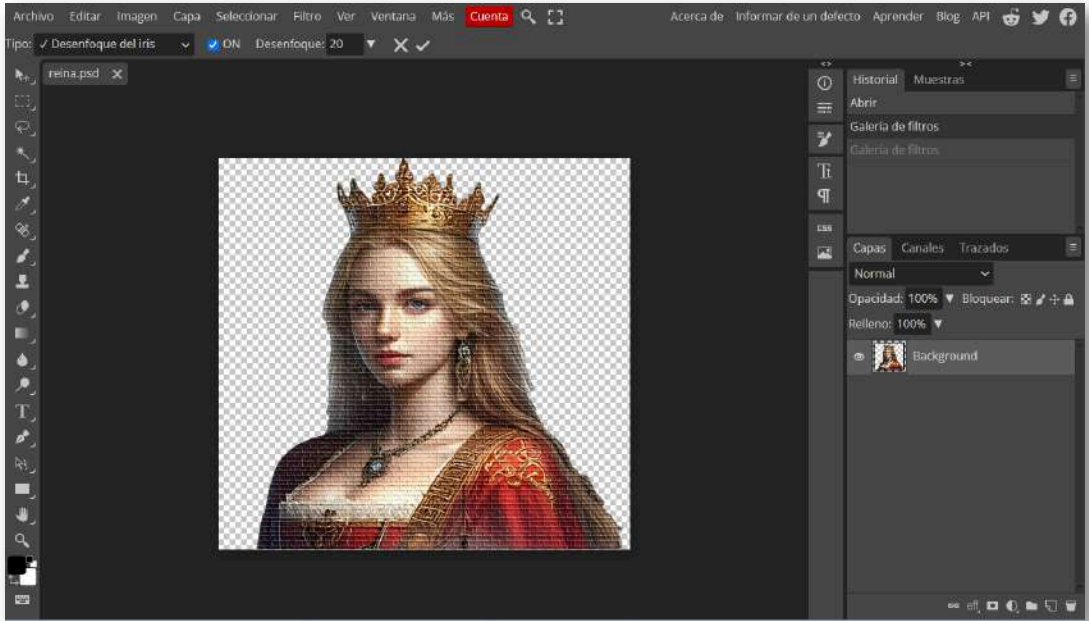 Archivo Editar Imagen Capa Seleccionar Filtro Ver Ventana Más Cuenta Acerca de Informar de un defecto Aprender Blog API
Tipo: ✓ Desenfoque del iris ON Desenfoque: 20
reina.psd
Historial Muestras
Abrir
Galería de filtros
Galería de filtros
CSS
Capas Canales Trazados
Normal
Opacidad: 100% Bloquear:
Relleno: 100%
Background
eff